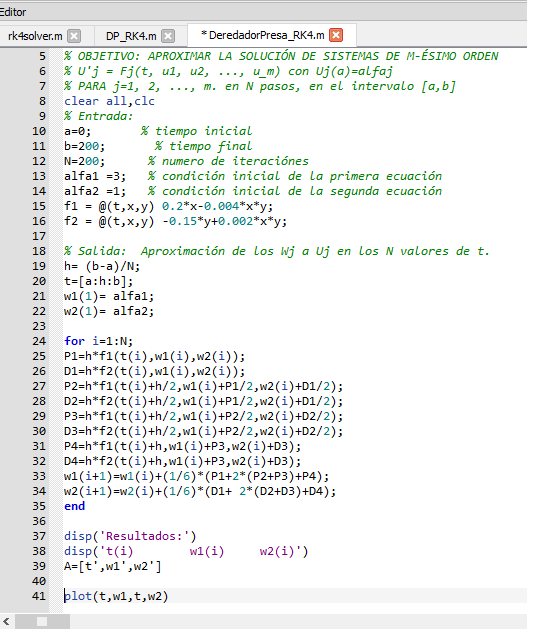 Editor
rk4solver.m DP_RK4.m * DeredadorPresa_RK4.m
5 % OBJETIVO: APROXIMAR LA SOLUCIÓN DE SISTEMAS DE M-ÉSIMO ORDEN
6 % U'j = Fj(t, u1, u2, ..., u_m) con Uj(a)=alfaj
7 % PARA j=1, 2, ..., m. en N pasos, en el intervalo [a,b]
8 clear all,clc
9 % Entrada:
10 a=0; % tiempo inicial
11 b=200; % tiempo final
12 N=200; % numero de iteraciónes
13 alfa1 =3; % condición inicial de la primera ecuación
14 alfa2 =1; % condición inicial de la segunda ecuación
15 f1 = @(t,x,y) 0.2*x-0.004*x*y;
16 f2 = @(t,x,y) -0.15*y+0.002*x*y;
17
18 % Salida: Aproximación de los Wj a Uj en los N valores de t.
19 h= (b-a)/N;
20 t=[a:h:b];
21 w1(1)= alfa1;
22 w2(1)= alfa2;
23
24 for i=1:N;
25 P1=h*f1(t(i),w1(i),w2(i));
26 D1=h*f2(t(i),w1(i),w2(i));
27 P2=h*f1(t(i)+h/2,w1(i)+P1/2,w2(i)+D1/2);
28 D2=h*f2(t(i)+h/2,w1(i)+P1/2,w2(i)+D1/2);
29 P3=h*f1(t(i)+h/2,w1(i)+P2/2,w2(i)+D2/2);
30 D3=h*f2(t(i)+h/2,w1(i)+P2/2,w2(i)+D2/2);
31 P4=h*f1(t(i)+h,w1(i)+P3,w2(i)+D3);
32 D4=h*f2(t(i)+h,w1(i)+P3,w2(i)+D3);
33 w1(i+1)=w1(i)+(1/6)*(P1+2*(P2+P3)+P4);
34 w2(i+1)=w2(i)+(1/6)*(D1+ 2*(D2+D3)+D4);
35 end
36
37 disp('Resultados:')
38 disp('t(i) w1(i) w2(i)')
39 A=[t',w1',w2']
40
41 plot(t,w1,t,w2)